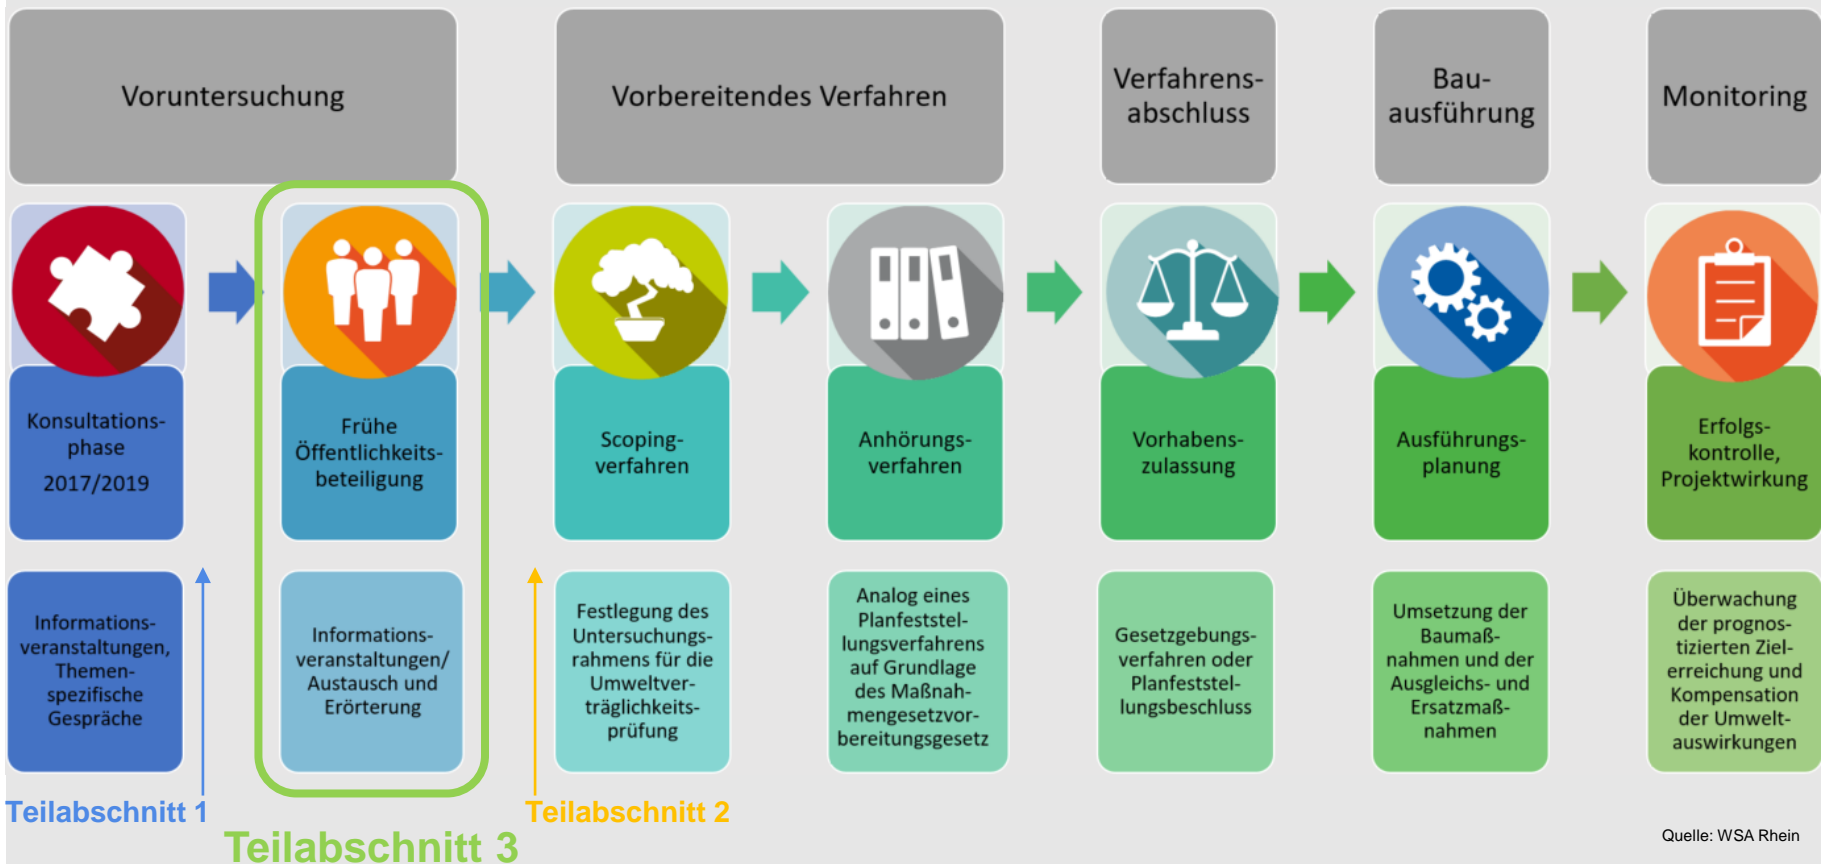 Voruntersuchung
Vorbereitendes Verfahren
Verfahrens-
abschluss
Bau-
ausführung
Monitoring
Konsultations-
phase
2017/2019
Frühe
Öffentlichkeits-
beteiligung
Scoping-
verfahren
Anhörungs-
verfahren
Vorhabens-
zulassung
Ausführungs-
planung
Erfolgs-
kontrolle,
Projektwirkung
Informations-
veranstaltungen,
Themen-
spezifische
Gespräche
Informations-
veranstaltungen/
Austausch und
Erörterung
Festlegung des
Untersuchungs-
rahmens für die
Umweltver-
träglichkeits-
prüfung
Analog eines
Planfeststel-
lungsverfahrens
auf Grundlage
des Maßnah-
mengesetzvor-
bereitungsgesetz
Gesetzgebungs-
verfahren oder
Planfeststel-
lungsbeschluss
Umsetzung der
Baumaß-
nahmen und der
Ausgleichs- und
Ersatzmaß-
nahmen
Überwachung
der prognos-
tizierten Ziel-
erreichung und
Kompensation
der Umwelt-
auswirkungen
Teilabschnitt 1
Teilabschnitt 2
Teilabschnitt 3
Quelle: WSA Rhein